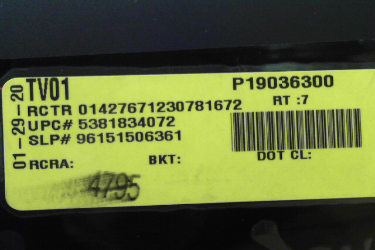 01-29-20
TV01 P19036300
RCTR 01427671230781672 RT :7
UPC# 5381834072
SLP# 96151506361
RCRA: BKT: DOT CL:
4795